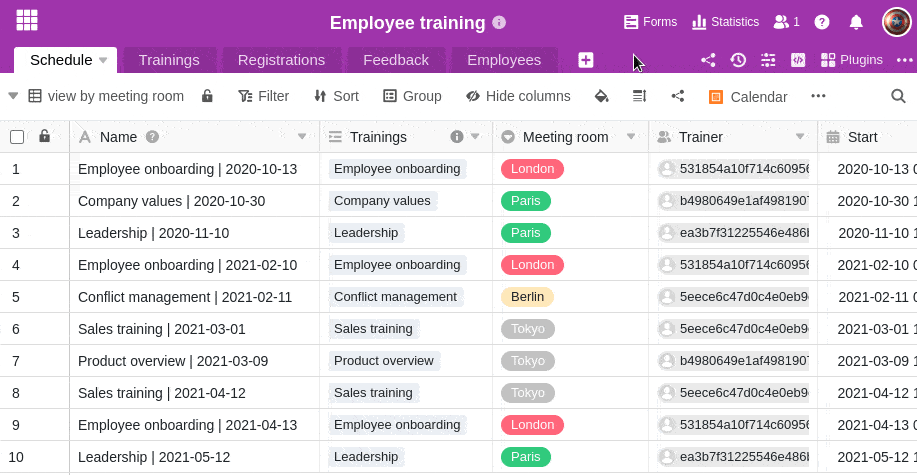 Employee training
Forms Statistics 1
Schedule Trainings Registrations Feedback Employees Plugins
view by meeting room Filter Sort Group Hide columns Calendar
Name Trainings Meeting room Trainer Start
1 Employee onboarding | 2020-10-13 Employee onboarding London 531854a10f714c60956 2020-10-13 0
2 Company values | 2020-10-30 Company values Paris b4980649e1af498190 2020-10-30 1
3 Leadership | 2020-11-10 Leadership Paris ea3b7f31225546e486 2020-11-10 1
4 Employee onboarding | 2021-02-10 Employee onboarding London 531854a10f714c60956 2021-02-10 0
5 Conflict management | 2021-02-11 Conflict management Berlin 5eece6c47d0c4e0eb9 2021-02-11 0
6 Sales training | 2021-03-01 Sales training Tokyo 5eece6c47d0c4e0eb9 2021-03-01 1
7 Product overview | 2021-03-09 Product overview Tokyo b4980649e1af498190 2021-03-09 1
8 Sales training | 2021-04-12 Sales training Tokyo 5eece6c47d0c4e0eb9 2021-04-12 1
9 Employee onboarding | 2021-04-13 Employee onboarding London 531854a10f714c60956 2021-04-13 0
10 Leadership | 2021-05-12 Leadership Paris ea3b7f31225546e486 2021-05-12 1